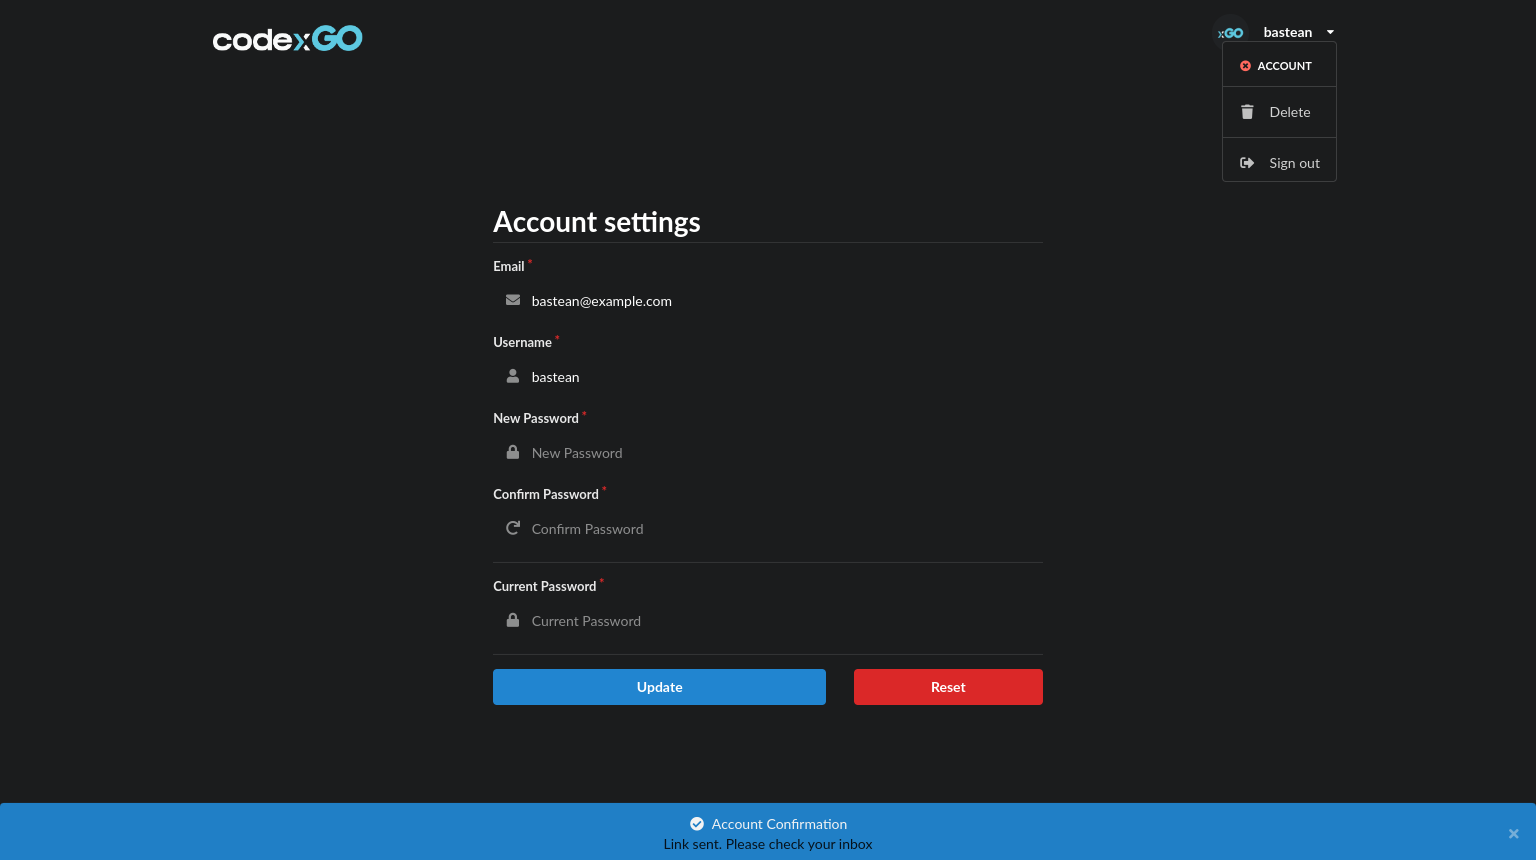 codexGO
xGO bastean
ACCOUNT
Delete
Sign out
Account settings
Email *
bastean@example.com
Username *
bastean
New Password *
New Password
Confirm Password *
Confirm Password
Current Password *
Current Password
Update Reset
Account Confirmation
Link sent. Please check your inbox